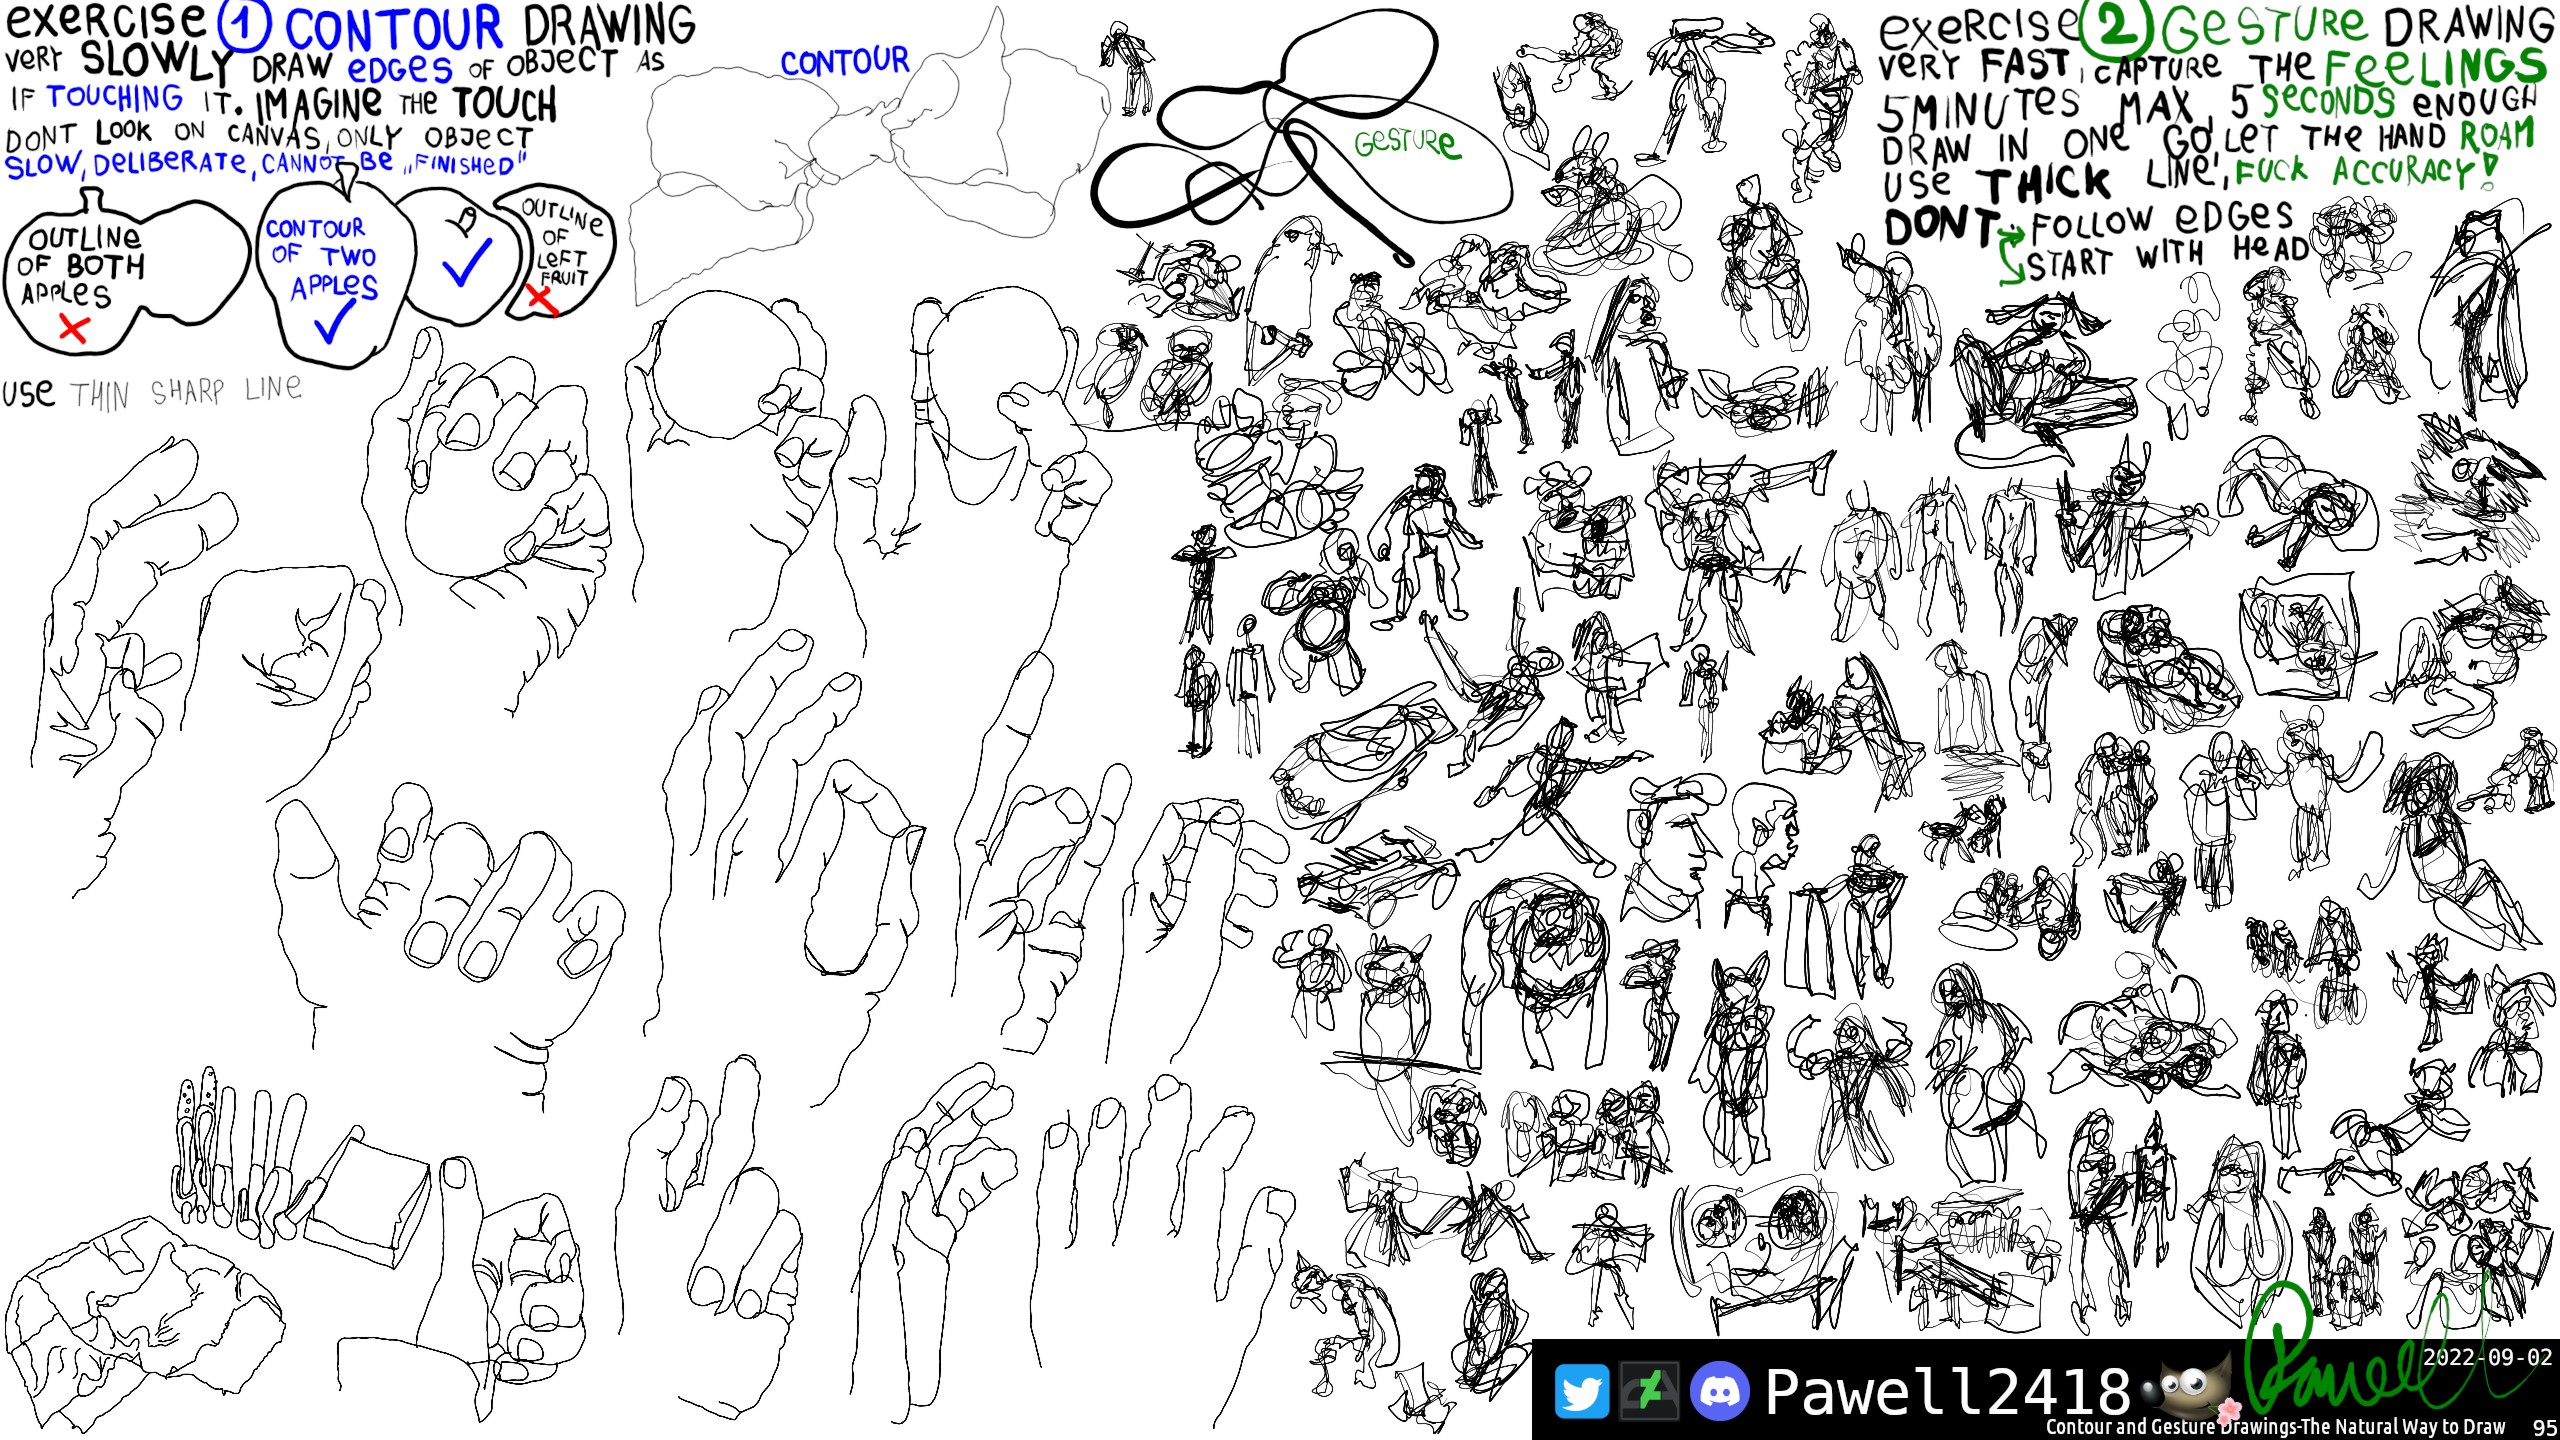 exercise 1 CONTOUR DRAWING
VERY SLOWLY DRAW EDGES OF OBJECT AS
IF TOUCHING IT. IMAGINE THE TOUCH
DONT LOOK ON CANVAS, ONLY OBJECT
SLOW, DELIBERATE, CANNOT BE „FINISHED"
OUTLINE
OF BOTH
APPLES
CONTOUR
OF TWO
APPLES
OUTLINE
OF
LEFT
FRUIT
USE THIN SHARP LINE
CONTOUR
GESTURE
exercise 2 GESTURE DRAWING
VERY FAST, CAPTURE THE FEELINGS
5 MINUTES MAX, 5 SECONDS ENOUGH
DRAW IN ONE GO, LET THE HAND ROAM
USE THICK LINE, FUCK ACCURACY!
DONT FOLLOW EDGES
START WITH HEAD
Pawell2418
Pawell
2022-09-02
Contour and Gesture Drawings-The Natural Way to Draw 95